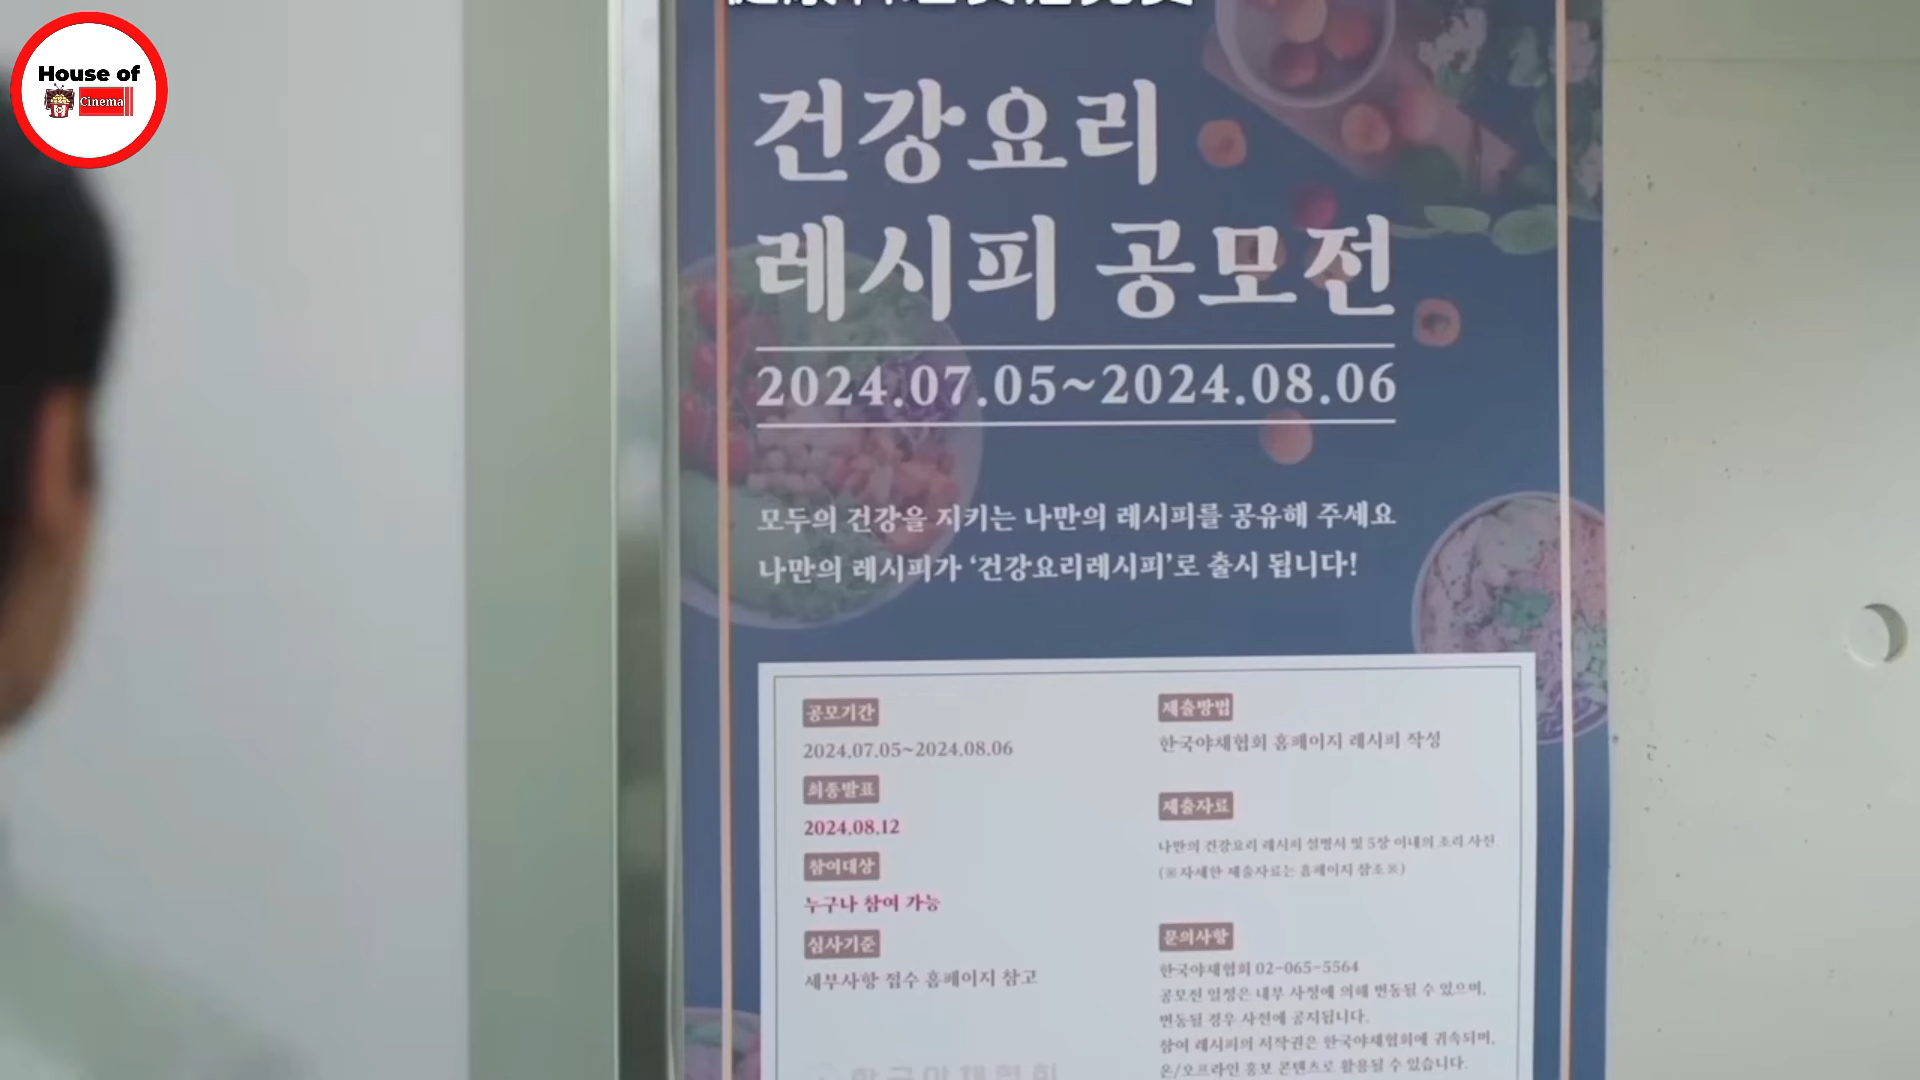 House of
Cinema
건강요리
레시피 공모전
2024.07.05~2024.08.06
모두의 건강을 지키는 나만의 레시피를 공유해 주세요
나만의 레시피가 ‘건강요리레시피’로 출시 됩니다!
공모기간
2024.07.05~2024.08.06
최종발표
2024.08.12
참여대상
누구나 참여 가능
심사기준
세부사항 접수 홈페이지 참고
제출방법
한국야채협회 홈페이지 레시피 작성
제출자료
나만의 건강요리 레시피 설명서 및 5장 이내의 조리 사진
(※자세한 제출자료는 홈페이지 참조※)
문의사항
한국야채협회 02-065-5564
공모전 일정은 내부 사정에 의해 변동될 수 있으며,
변동될 경우 사전에 공지됩니다.
참여 레시피의 저작권은 한국야채협회에 귀속되며,
온/오프라인 홍보 콘텐츠로 활용될 수 있습니다.